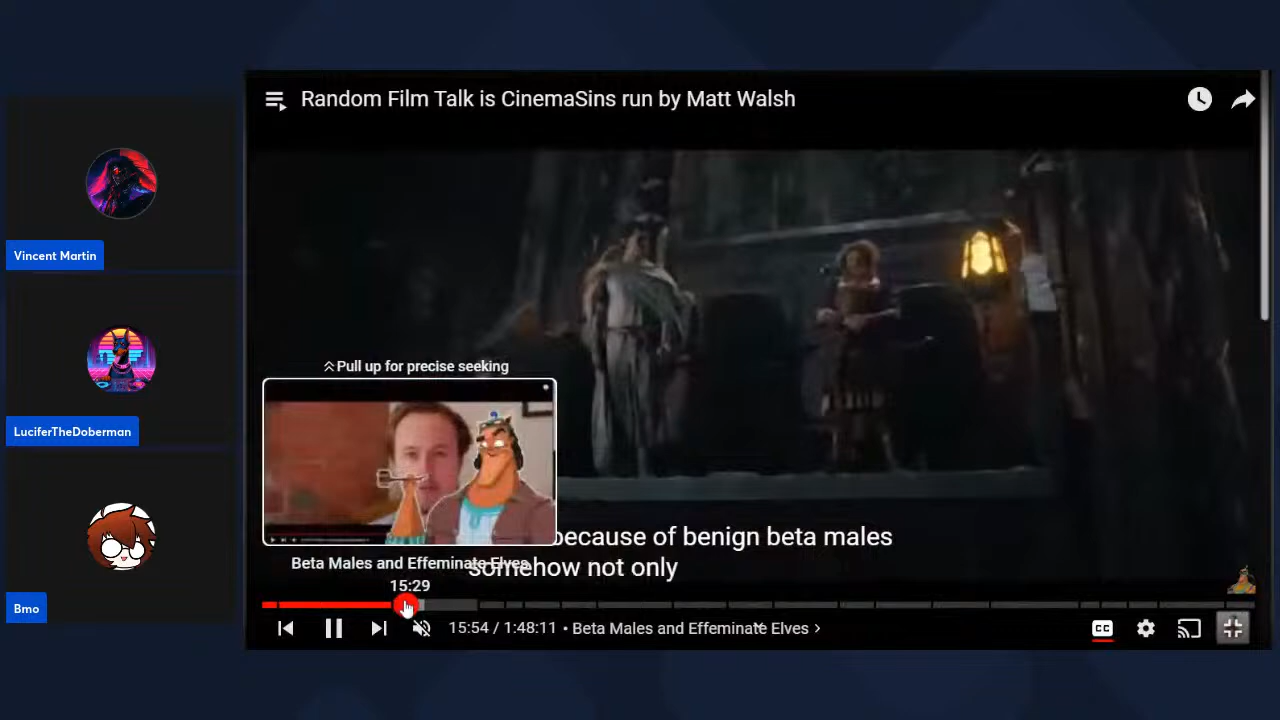 Random Film Talk is CinemaSins run by Matt Walsh
Vincent Martin
Pull up for precise seeking
LuciferTheDoberman
because of benign beta males
somehow not only
Beta Males and Effeminate Elves
15:29
Bmo
15:54 / 1:48:11 • Beta Males and Effeminate Elves
CC